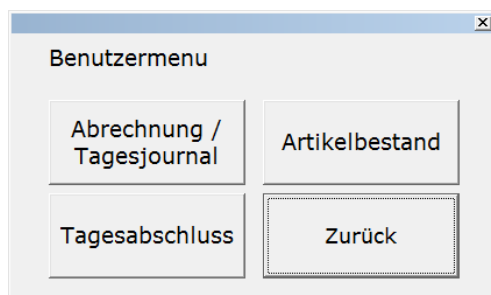 Benutzermenu
Abrechnung /
Tagesjournal
Artikelbestand
Tagesabschluss
Zurück